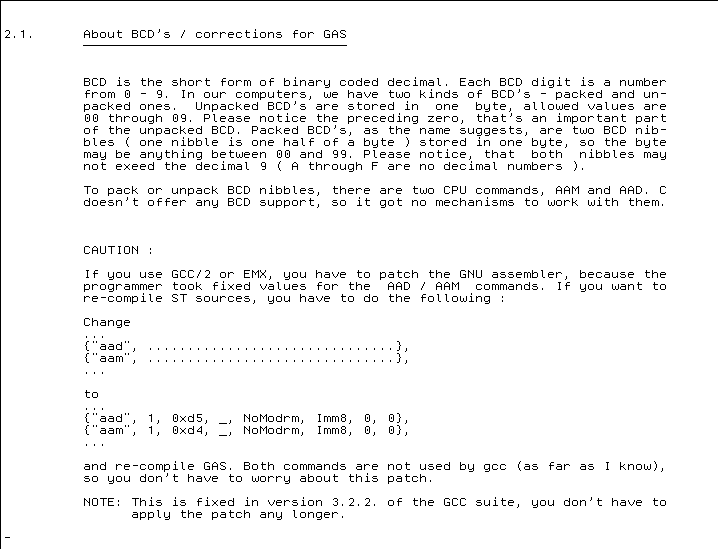 2.1. About BCD's / corrections for GAS
BCD is the short form of binary coded decimal. Each BCD digit is a number
from 0 - 9. In our computers, we have two kinds of BCD's - packed and un-
packed ones.  Unpacked BCD's are stored in  one  byte, allowed values are
00 through 09. Please notice the preceding zero, that's an important part
of the unpacked BCD. Packed BCD's, as the name suggests, are two BCD nib-
bles ( one nibble is one half of a byte ) stored in one byte, so the byte
may be anything between 00 and 99. Please notice, that  both  nibbles may
not exeed the decimal 9 ( A through F are no decimal numbers ).
To pack or unpack BCD nibbles, there are two CPU commands, AAM and AAD. C
doesn't offer any BCD support, so it got no mechanisms to work with them.
CAUTION :
If you use GCC/2 or EMX, you have to patch the GNU assembler, because the
programmer took fixed values for the  AAD / AAM  commands. If you want to
re-compile ST sources, you have to do the following :
Change
...
{"aad", ...............................},
{"aam", ...............................},
...
to
...
{"aad", 1, 0xd5, _, NoModrm, Imm8, 0, 0},
{"aam", 1, 0xd4, _, NoModrm, Imm8, 0, 0},
...
and re-compile GAS. Both commands are not used by gcc (as far as I know),
so you don't have to worry about this patch.
NOTE: This is fixed in version 3.2.2. of the GCC suite, you don't have to
apply the patch any longer.
-